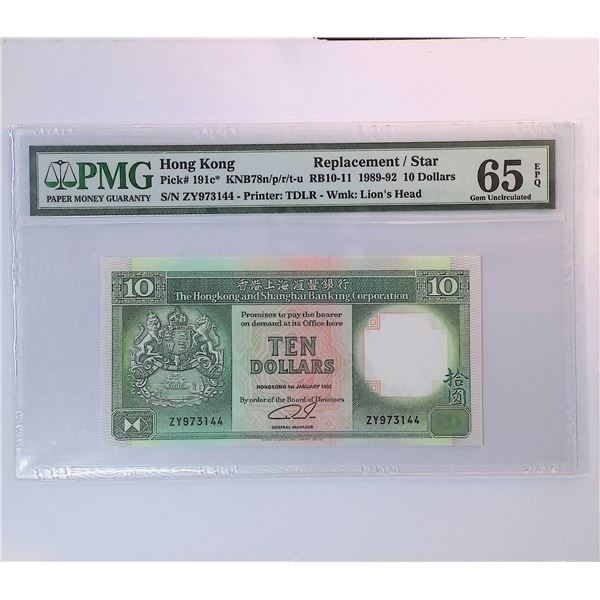 PMG
PAPER MONEY GUARANTY
Hong Kong Replacement / Star
Pick# 191c* KNB78n/p/r/t-u RB10-11 1989-92 10 Dollars
S/N ZY973144 - Printer: TDLR - Wmk: Lion's Head
65 EPQ
Gem Uncirculated
10 香港上海滙豐銀行 10
The Hongkong and Shanghai Banking Corporation
Promises to pay the bearer
on demand at its Office here
TEN
DOLLARS
拾圓
HONGKONG 1st JANUARY 1992
By order of the Board of Directors
ZY973144 ZY973144
GENERAL MANAGER